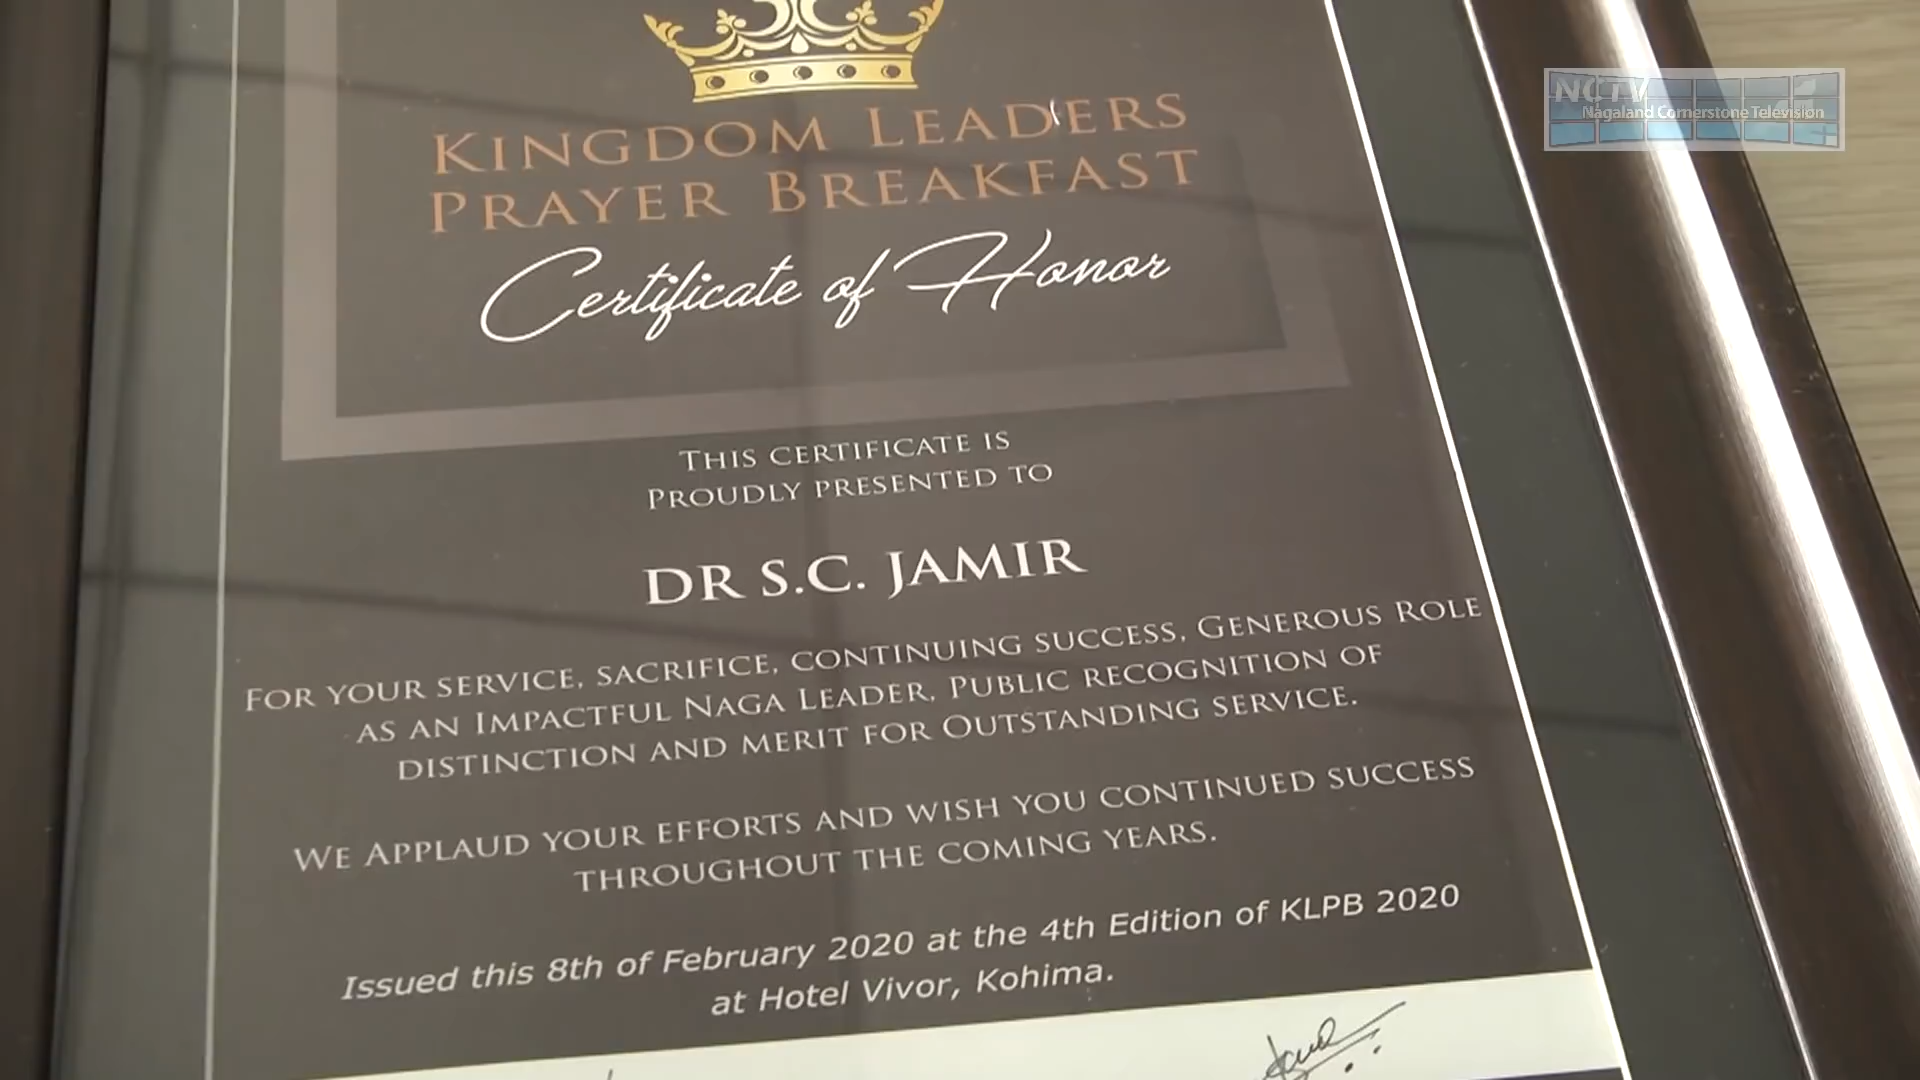 NCTV
Nagaland Cornerstone Television
KINGDOM LEADERS
PRAYER BREAKFAST
Certificate of Honor
THIS CERTIFICATE IS
PROUDLY PRESENTED TO
DR S.C. JAMIR
FOR YOUR SERVICE, SACRIFICE, CONTINUING SUCCESS, GENEROUS ROLE
AS AN IMPACTFUL NAGA LEADER, PUBLIC RECOGNITION OF
DISTINCTION AND MERIT FOR OUTSTANDING SERVICE.
WE APPLAUD YOUR EFFORTS AND WISH YOU CONTINUED SUCCESS
THROUGHOUT THE COMING YEARS.
Issued this 8th of February 2020 at the 4th Edition of KLPB 2020
at Hotel Vivor, Kohima.